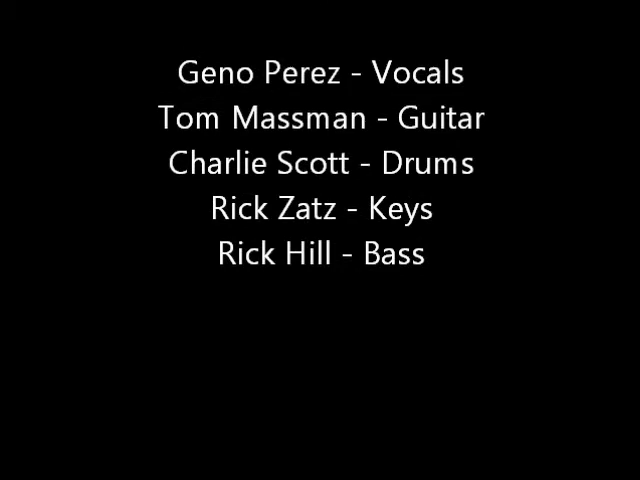 Geno Perez - Vocals
Tom Massman - Guitar
Charlie Scott - Drums
Rick Zatz - Keys
Rick Hill - Bass